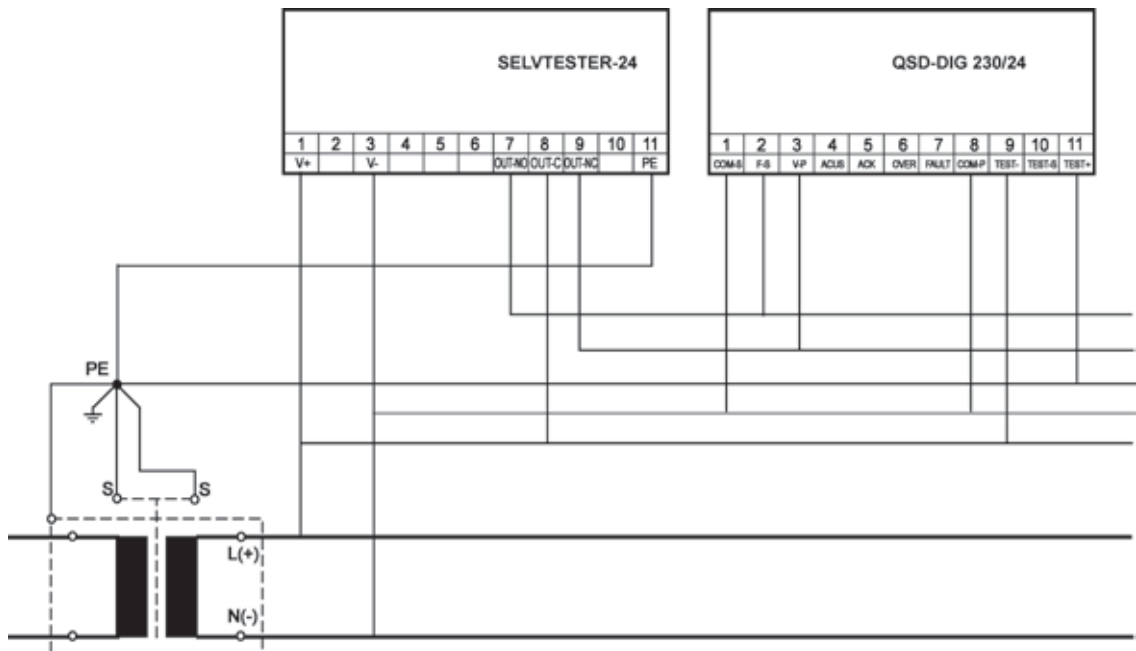 SELVTESTER-24
QSD-DIG 230/24
1 2 3 4 5 6 7 8 9 10 11
V+ V- OUT-NO OUT-C OUT-NC PE
1 2 3 4 5 6 7 8 9 10 11
COM-S F-S V-P ACUS ACK OVER FAULT COM-P TEST- TEST-S TEST+
PE
S S
L(+)
N(-)